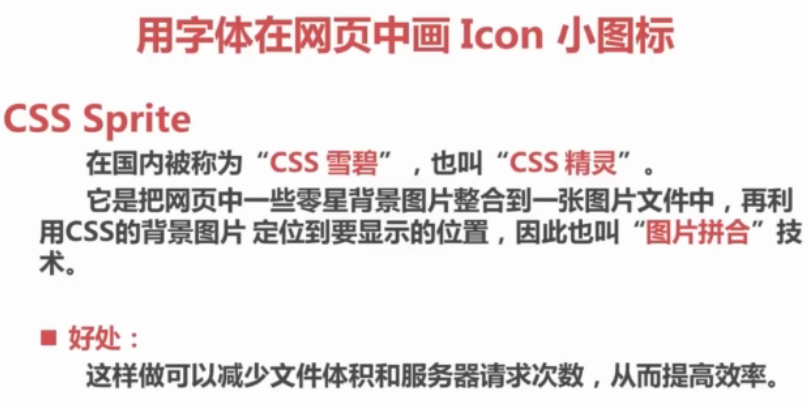 用字体在网页中画 Icon 小图标
CSS Sprite
在国内被称为“CSS 雪碧”，也叫“CSS 精灵”。
它是把网页中一些零星背景图片整合到一张图片文件中，再利
用CSS的背景图片 定位到要显示的位置，因此也叫“图片拼合”技
术。
■ 好处：
这样做可以减少文件体积和服务器请求次数，从而提高效率。